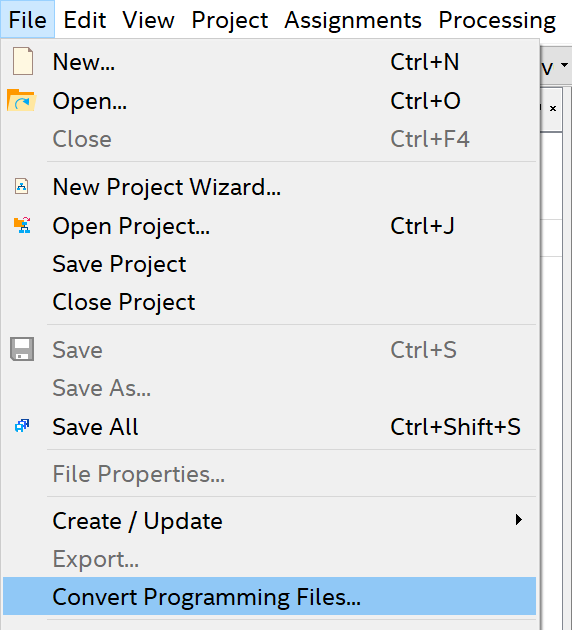 File Edit View Project Assignments Processing
New... Ctrl+N
Open... Ctrl+O
Close Ctrl+F4
New Project Wizard...
Open Project... Ctrl+J
Save Project
Close Project
Save Ctrl+S
Save As...
Save All Ctrl+Shift+S
File Properties...
Create / Update
Export...
Convert Programming Files...